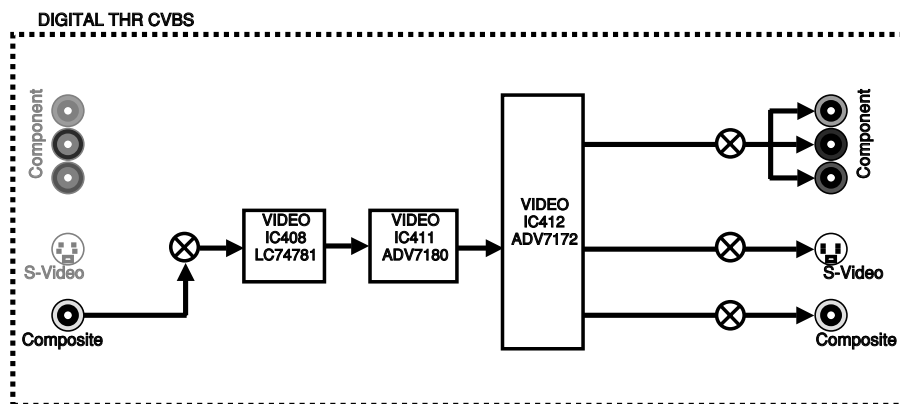 DIGITAL THR CVBS
Component
S-Video
Composite
VIDEO
IC408
LC74781
VIDEO
IC411
ADV7180
VIDEO
IC412
ADV7172
Component
S-Video
Composite